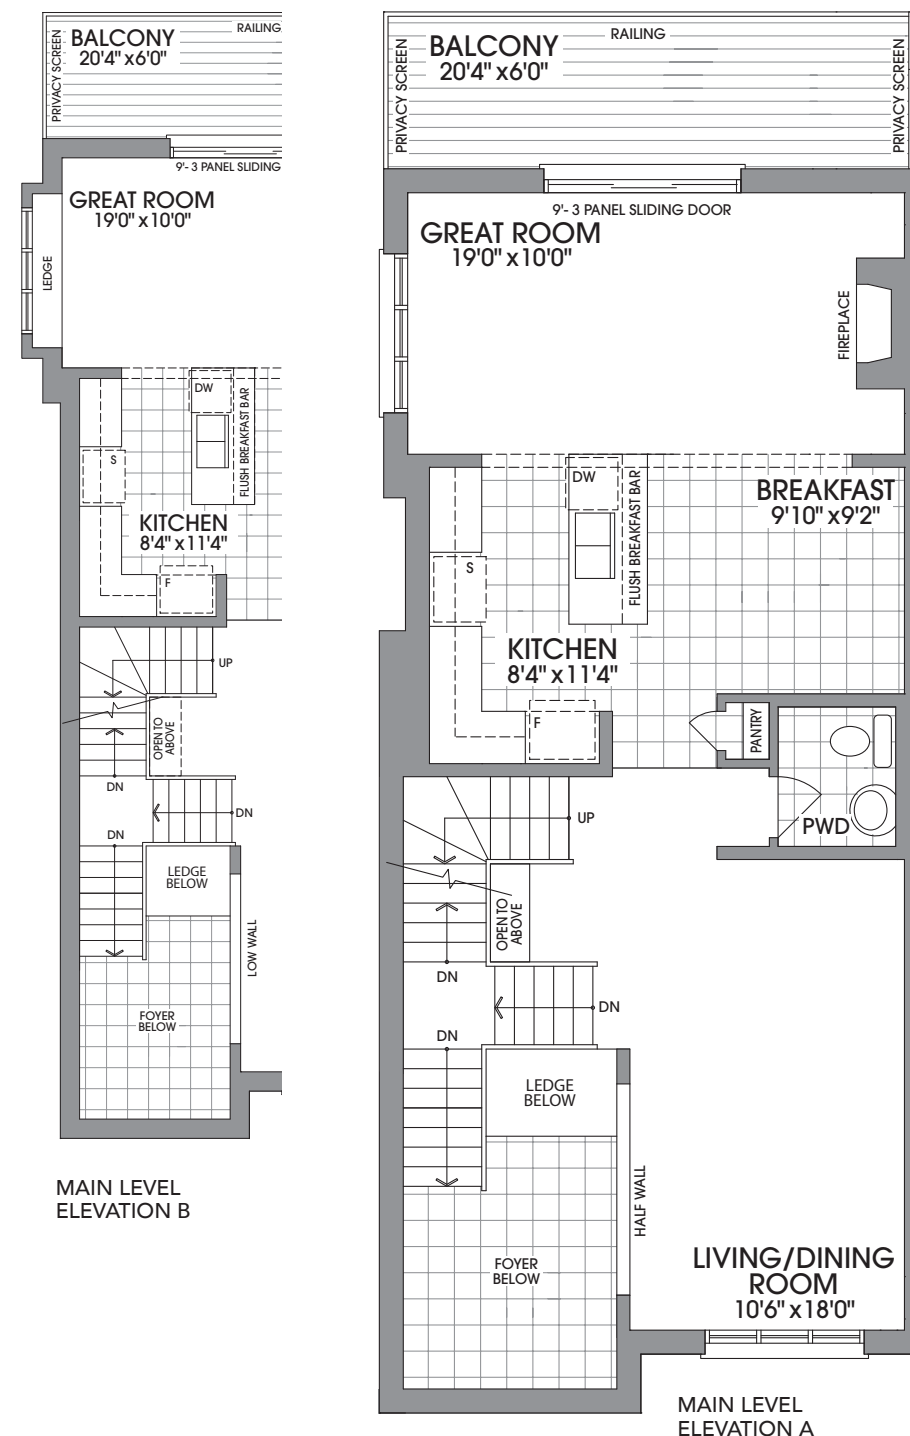 RAILING
BALCONY
20'4" x6'0"
PRIVACY SCREEN
9'- 3 PANEL SLIDING
GREAT ROOM
19'0" x10'0"
LEDGE
DW
FLUSH BREAKFAST BAR
S
KITCHEN
8'4" x11'4"
F
UP
OPEN TO
ABOVE
DN
DN
DN
LEDGE
BELOW
LOW WALL
FOYER
BELOW
MAIN LEVEL
ELEVATION B
RAILING
BALCONY
20'4" x6'0"
PRIVACY SCREEN
PRIVACY SCREEN
9'- 3 PANEL SLIDING DOOR
GREAT ROOM
19'0" x10'0"
FIREPLACE
DW
FLUSH BREAKFAST BAR
BREAKFAST
9'10" x9'2"
S
KITCHEN
8'4" x11'4"
F
PANTRY
PWD
UP
OPEN TO
ABOVE
DN
DN
DN
LEDGE
BELOW
HALF WALL
FOYER
BELOW
LIVING/DINING
ROOM
10'6" x18'0"
MAIN LEVEL
ELEVATION A